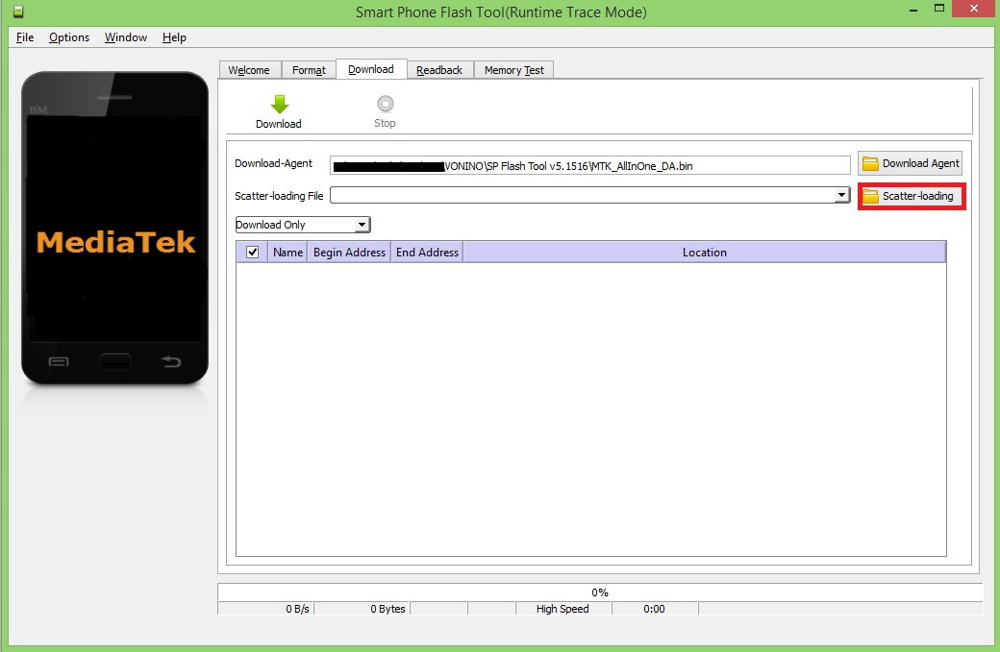 Smart Phone Flash Tool(Runtime Trace Mode)
File Options Window Help
Welcome Format Download Readback Memory Test
BM
Download
Stop
Download-Agent
VONINO\SP Flash Tool v5.1516\MTK_AllInOne_DA.bin
Download Agent
Scatter-loading File
Scatter-loading
Download Only
Name Begin Address End Address Location
MediaTek
0%
0 B/s 0 Bytes High Speed 0:00